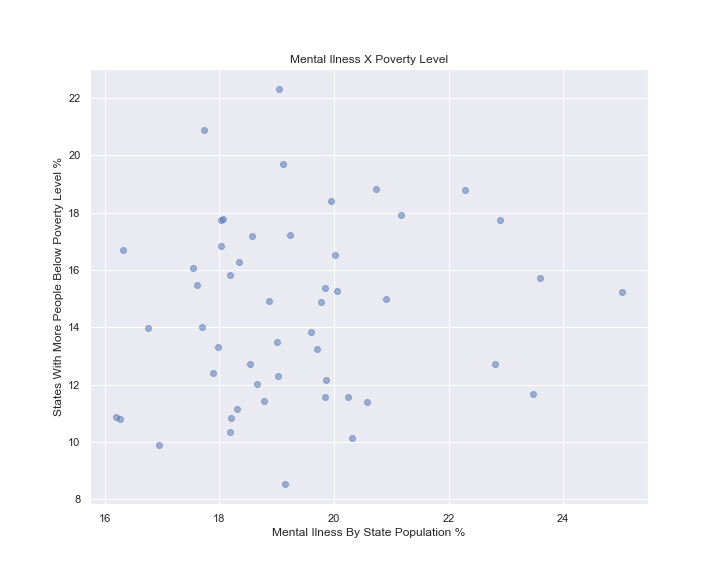 Mental Ilness X Poverty Level
States With More People Below Poverty Level %
22
20
18
16
14
12
10
8
16 18 20 22 24
Mental Ilness By State Population %